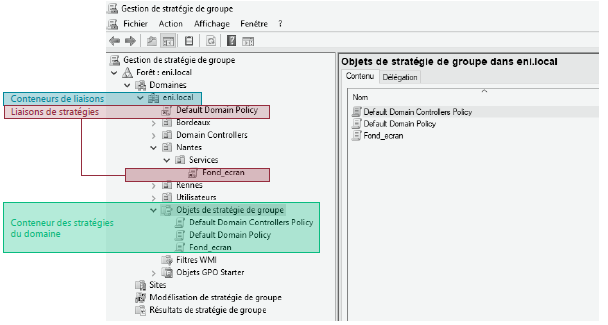 Gestion de stratégie de groupe
Fichier Action Affichage Fenêtre ?
Gestion de stratégie de groupe
Forêt : eni.local
Domaines
Conteneurs de liaisons
eni.local
Liaisons de stratégies
Default Domain Policy
Bordeaux
Domain Controllers
Nantes
Services
Fond_ecran
Rennes
Utilisateurs
Conteneur des stratégies
du domaine
Objets de stratégie de groupe
Default Domain Controllers Policy
Default Domain Policy
Fond_ecran
Filtres WMI
Objets GPO Starter
Sites
Modélisation de stratégie de groupe
Résultats de stratégie de groupe
Objets de stratégie de groupe dans eni.local
Contenu Délégation
Nom
Default Domain Controllers Policy
Default Domain Policy
Fond_ecran